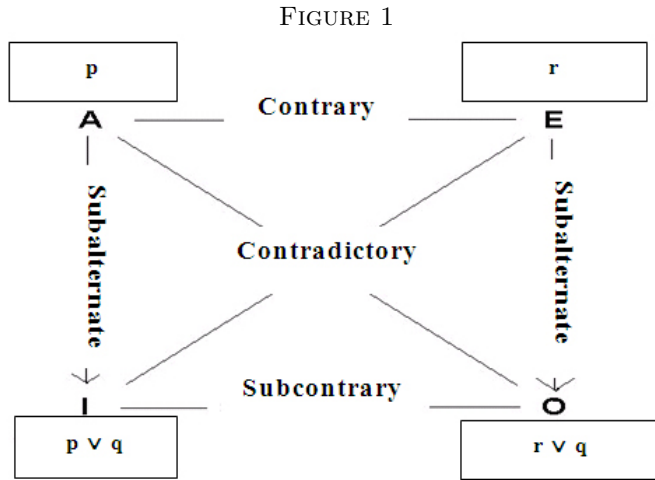 FIGURE 1
p
r
Contrary
A
E
Subalternate
Subalternate
Contradictory
Subcontrary
I
O
p ∨ q
r ∨ q